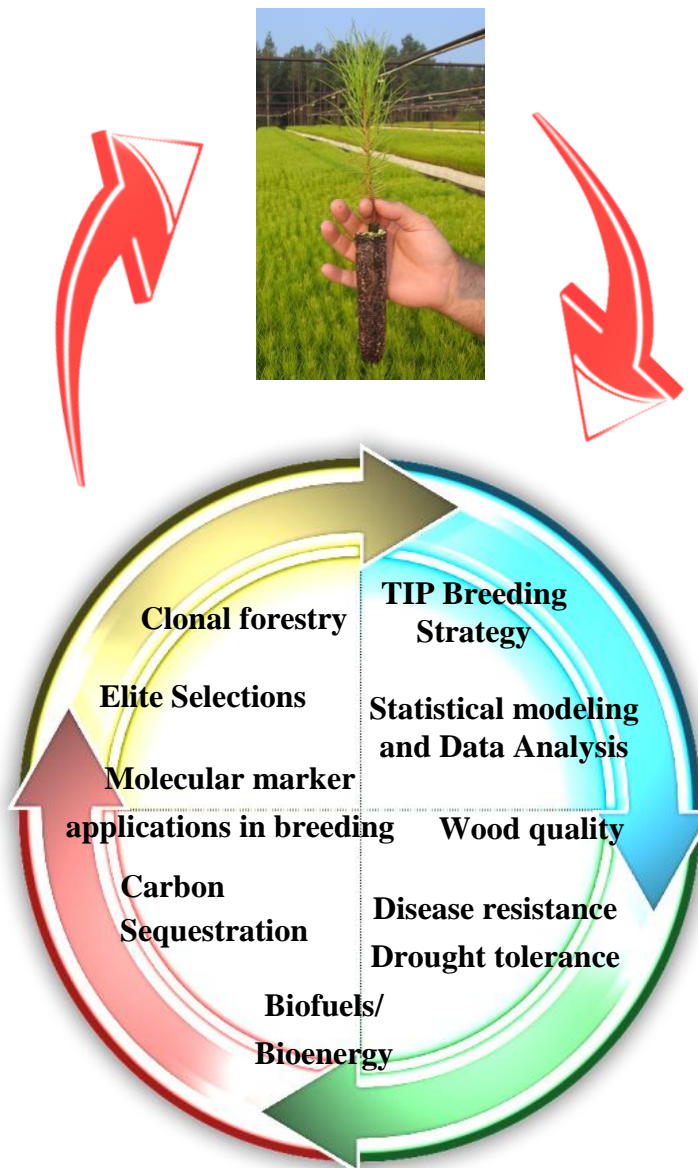 Clonal forestry
TIP Breeding
Strategy
Elite Selections
Statistical modeling
and Data Analysis
Molecular marker
applications in breeding
Wood quality
Carbon
Sequestration
Disease resistance
Drought tolerance
Biofuels/
Bioenergy